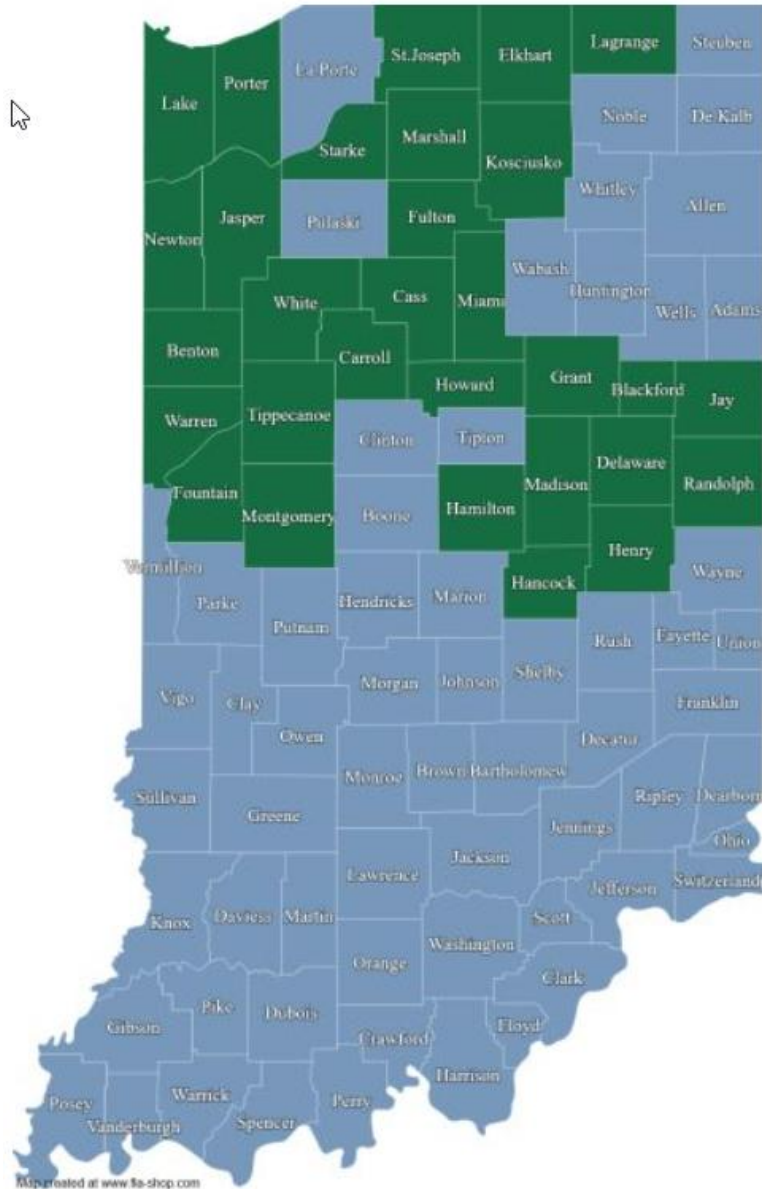 St.Joseph
Elkhart
Lagrange
Steuben
La Porte
Porter
Lake
Noble
De Kalb
Marshall
Starke
Kosciusko
Whitley
Allen
Pulaski
Fulton
Jasper
Newton
Wabash
Huntington
White
Cass
Miami
Wells
Adams
Benton
Carroll
Howard
Grant
Blackford
Jay
Warren
Tippecanoe
Clinton
Tipton
Delaware
Madison
Randolph
Fountain
Montgomery
Boone
Hamilton
Henry
Vermillion
Hancock
Wayne
Parke
Hendricks
Marion
Putnam
Rush
Fayette
Union
Vigo
Clay
Morgan
Johnson
Shelby
Franklin
Owen
Decatur
Monroe
Brown
Bartholomew
Sullivan
Ripley
Dearborn
Greene
Jennings
Ohio
Jackson
Lawrence
Jefferson
Switzerland
Knox
Daviess
Martin
Scott
Washington
Orange
Clark
Pike
Dubois
Gibson
Floyd
Crawford
Harrison
Posey
Vanderburgh
Warrick
Spencer
Perry
Map created at www.fla-shop.com